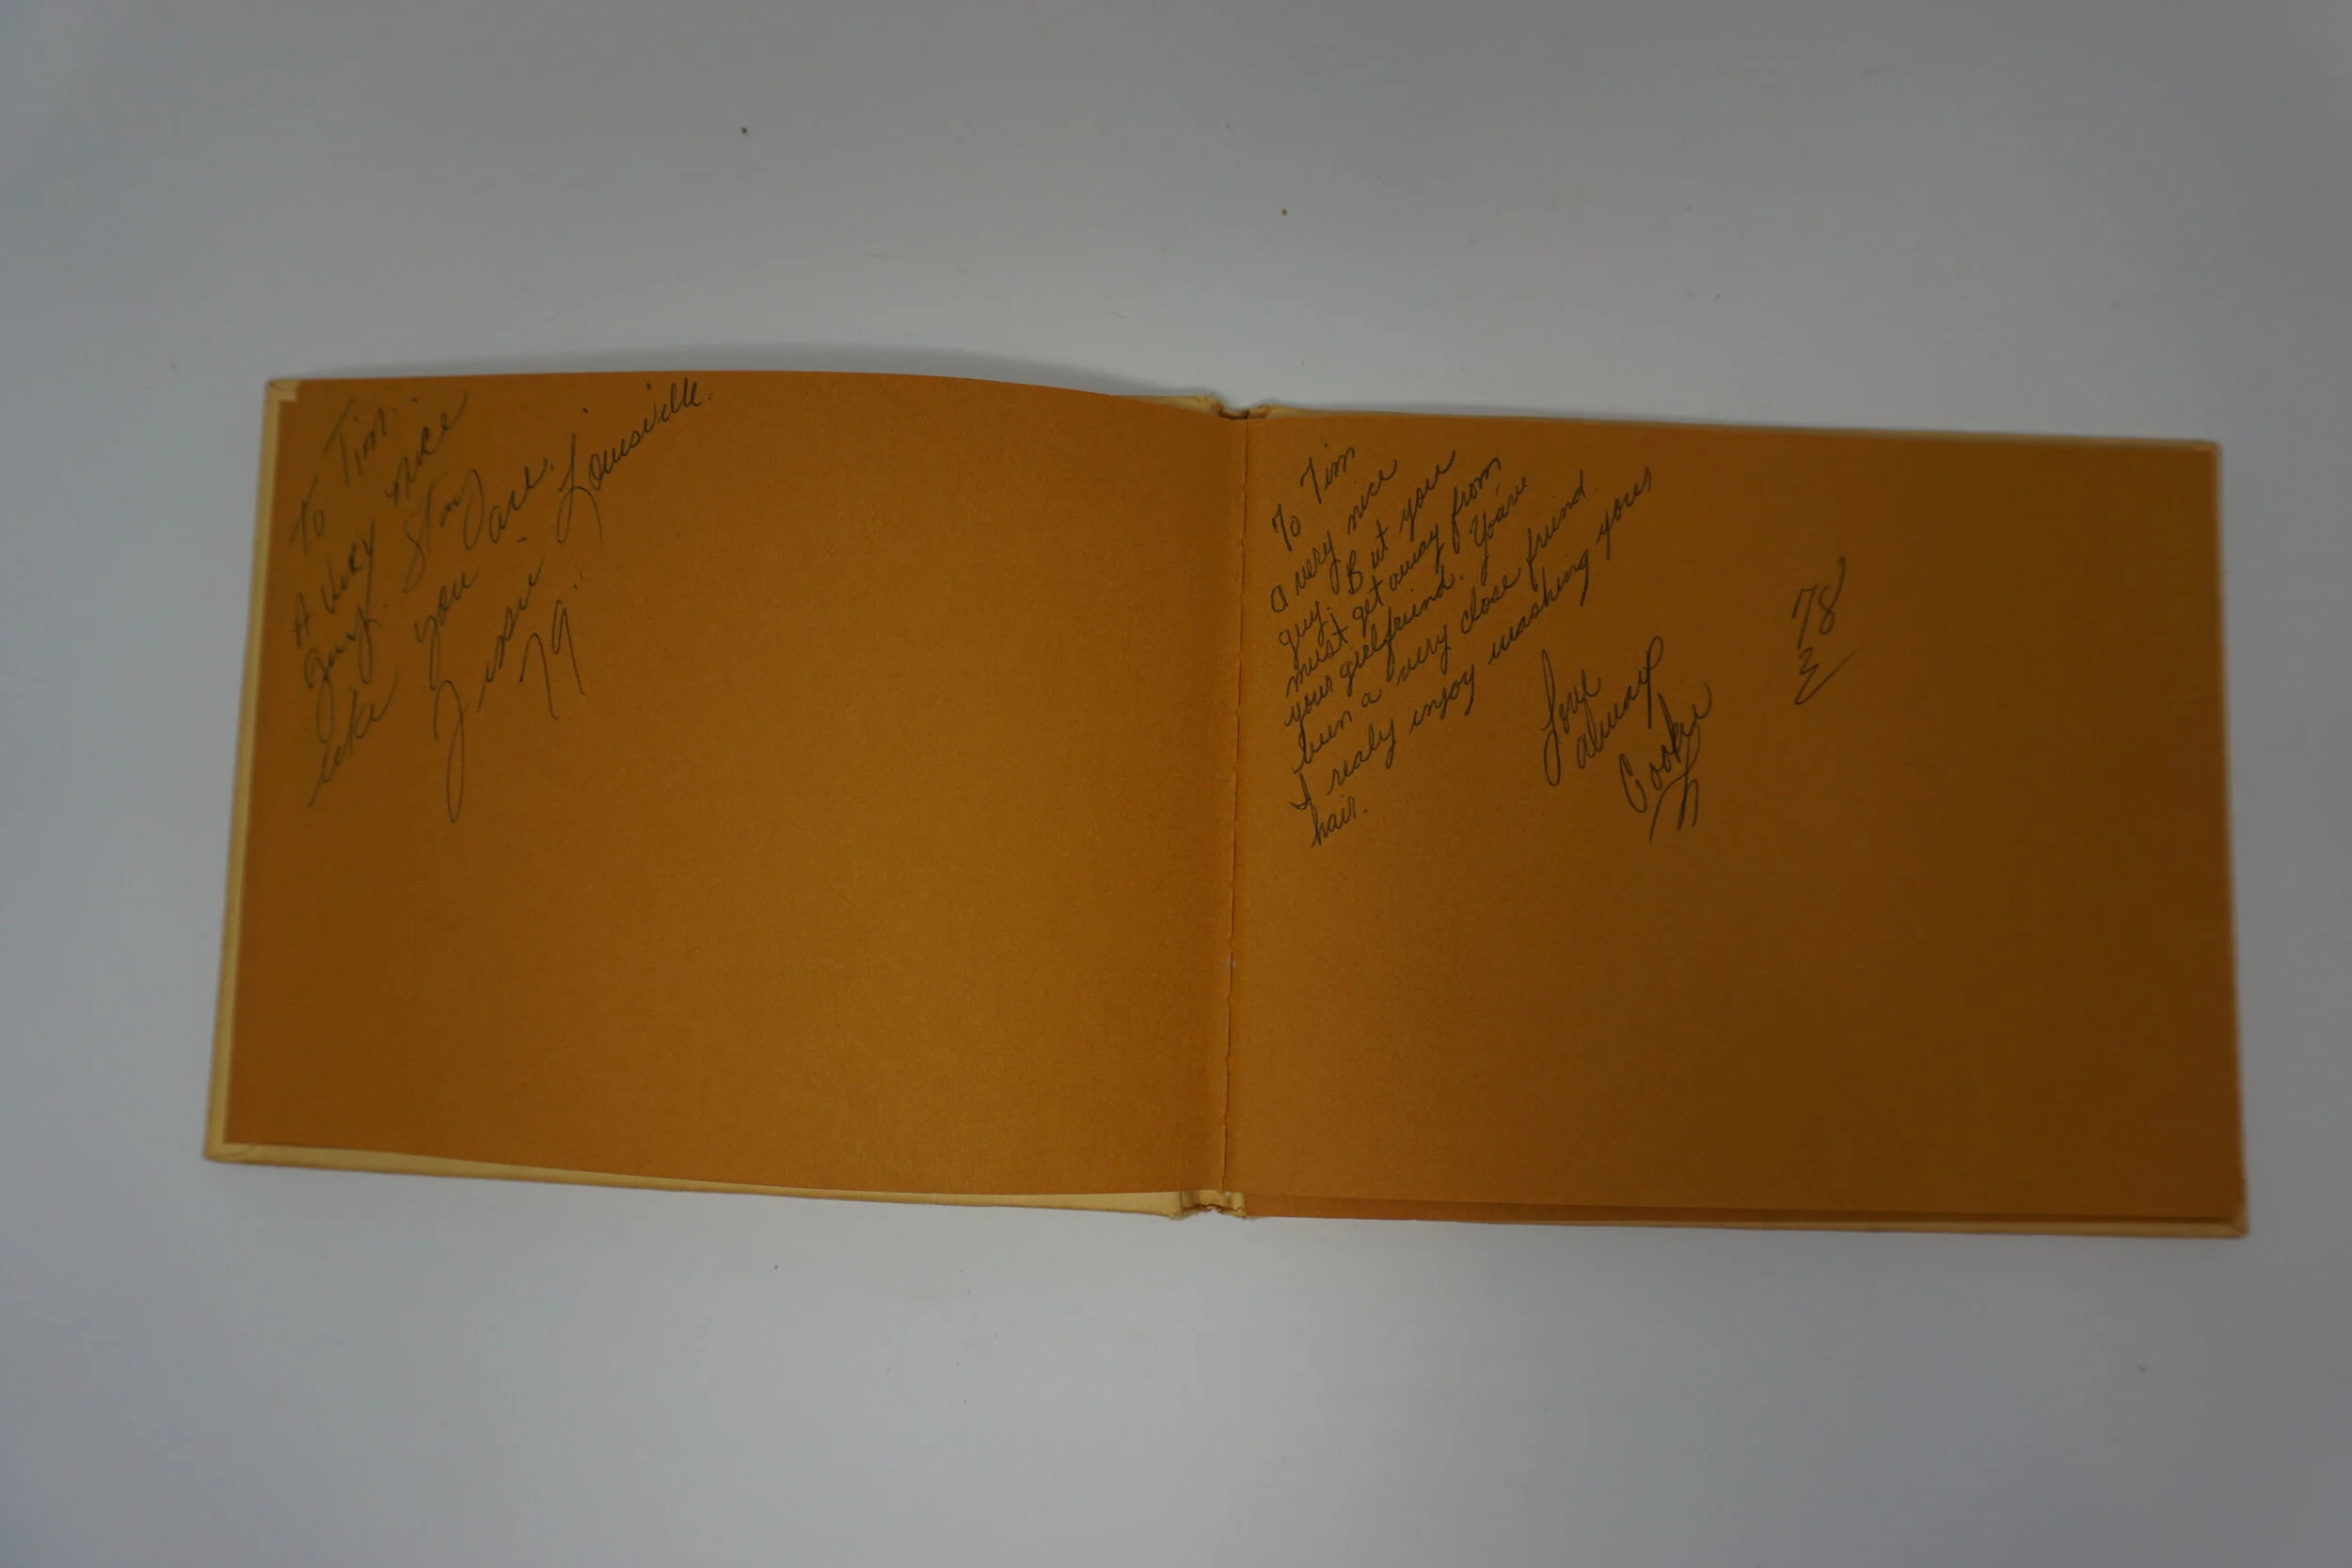 To Tim.
A very nice
guy. Stay
like you are.
Jessie Louisville.
79
To Tim
a very nice
guy. But you
must get away from
your girlfriend. You're
been a very close friend.
I realy enjoy washing yours
hair.
Love
always
Cookie
78